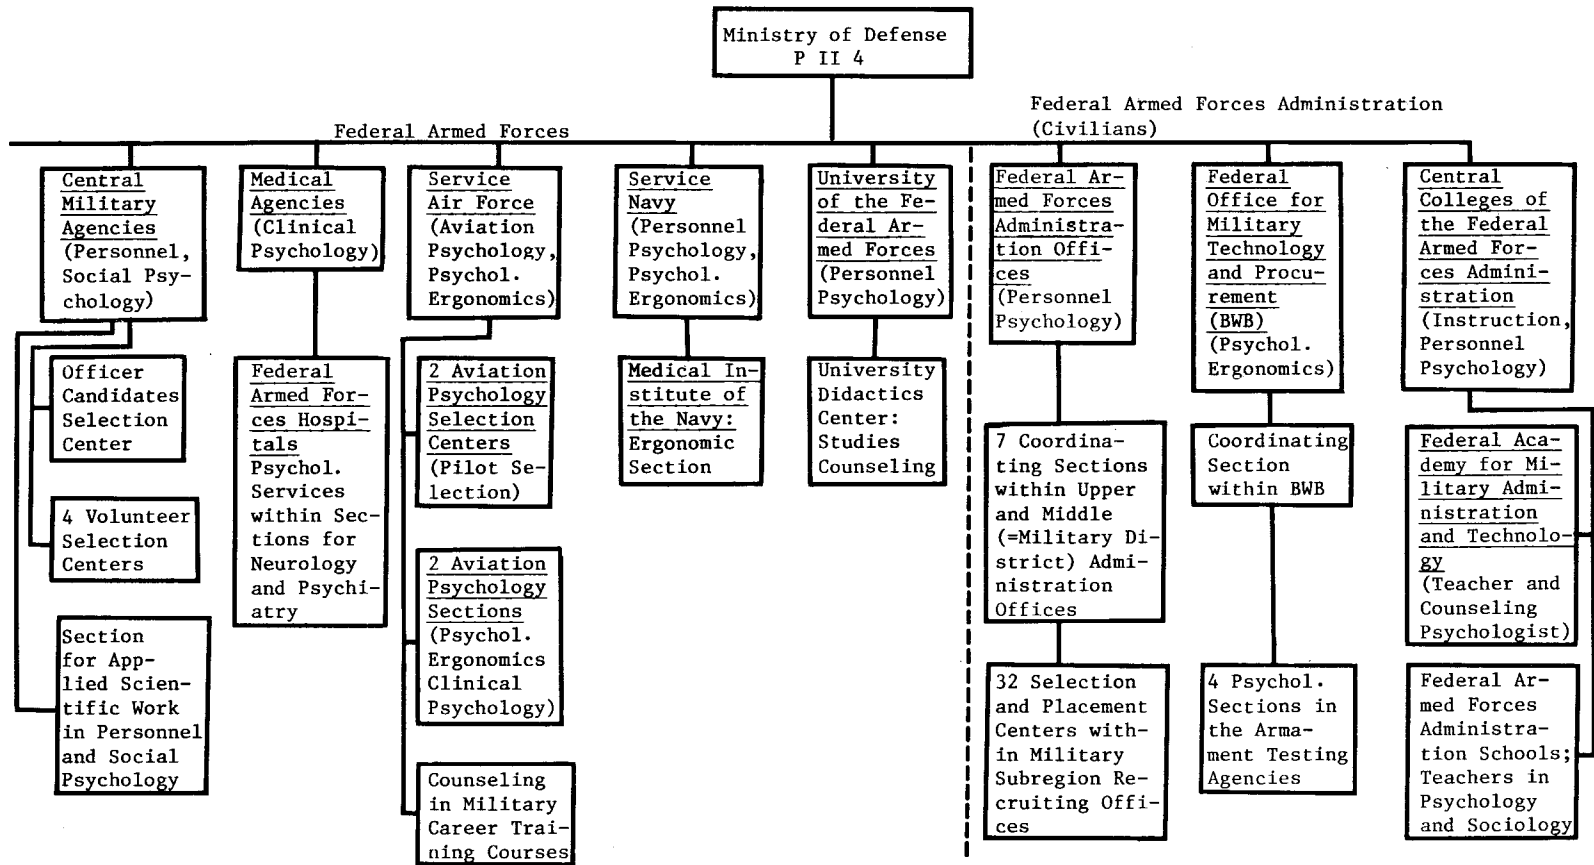 Ministry of Defense
P II 4
Federal Armed Forces
Federal Armed Forces Administration
(Civilians)
Central
Military
Agencies
(Personnel,
Social Psy-
chology)
Officer
Candidates
Selection
Center
4 Volunteer
Selection
Centers
Section
for Ap-
plied Scien-
tific Work
in Personnel
and Social
Psychology
Medical
Agencies
(Clinical
Psychology)
Federal
Armed For-
ces Hospi-
tals
Psychol.
Services
within Sec-
tions for
Neurology
and Psychi-
atry
Service
Air Force
(Aviation
Psychology,
Psychol.
Ergonomics)
2 Aviation
Psychology
Selection
Centers
(Pilot Se-
lection)
2 Aviation
Psychology
Sections
(Psychol.
Ergonomics
Clinical
Psychology)
Counseling
in Military
Career Trai-
ning Courses
Service
Navy
(Personnel
Psychology,
Psychol.
Ergonomics)
Medical In-
stitute of
the Navy:
Ergonomic
Section
University
of the Fe-
deral Ar-
med Forces
(Personnel
Psychology)
University
Didactics
Center:
Studies
Counseling
Federal Ar-
med Forces
Administra-
tion Offi-
ces
(Personnel
Psychology)
7 Coordina-
ting Sections
within Upper
and Middle
(=Military Di-
strict) Admi-
nistration
Offices
32 Selection
and Placement
Centers with-
in Military
Subregion Re-
cruiting Offi-
ces
Federal
Office for
Military
Technology
and Procu-
rement
(BWB)
(Psychol.
Ergonomics)
Coordinating
Section
within BWB
4 Psychol.
Sections in
the Arma-
ment Testing
Agencies
Central
Colleges of
the Federal
Armed For-
ces Admini-
stration
(Instruction,
Personnel
Psychology)
Federal Aca-
demy for Mi-
litary Admi-
nistration
and Technolo-
gy
(Teacher and
Counseling
Psychologist)
Federal Ar-
med Forces
Administra-
tion Schools;
Teachers in
Psychology
and Sociology